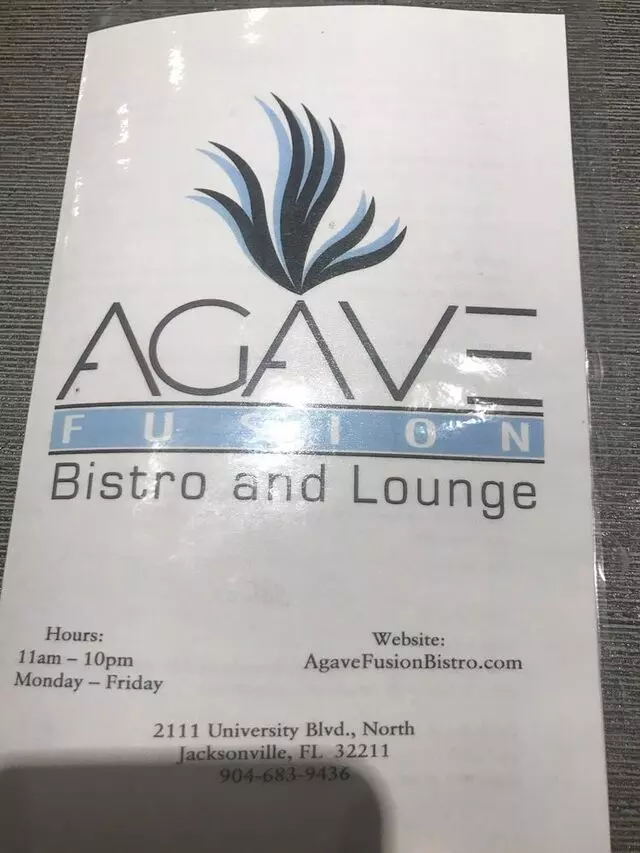 AGAVE
FUSION
Bistro and Lounge
Hours:
11am – 10pm
Monday – Friday
Website:
AgaveFusionBistro.com
2111 University Blvd., North
Jacksonville, FL 32211
904-683-9436